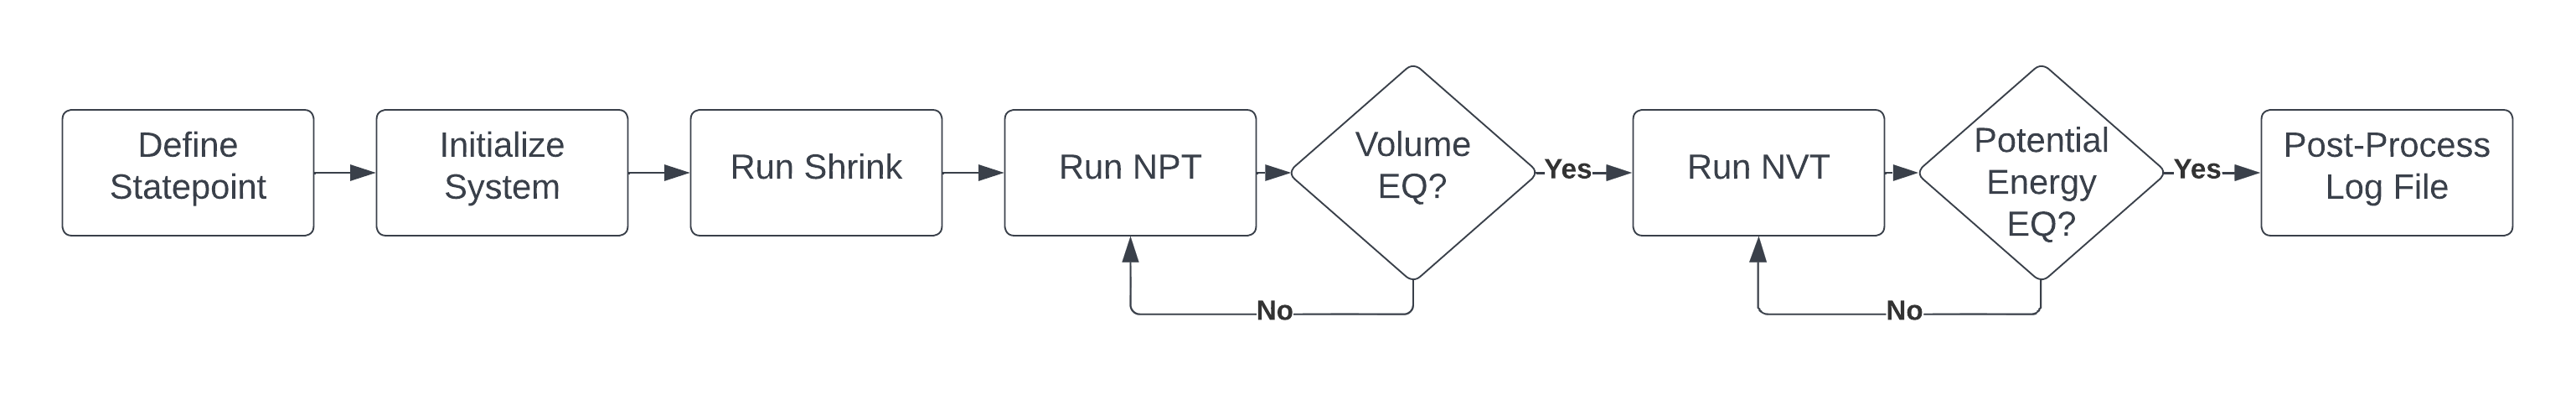 Define
Statepoint
Initialize
System
Run Shrink
Run NPT
Volume
EQ?
Yes
No
Run NVT
Potential
Energy
EQ?
Yes
No
Post-Process
Log File